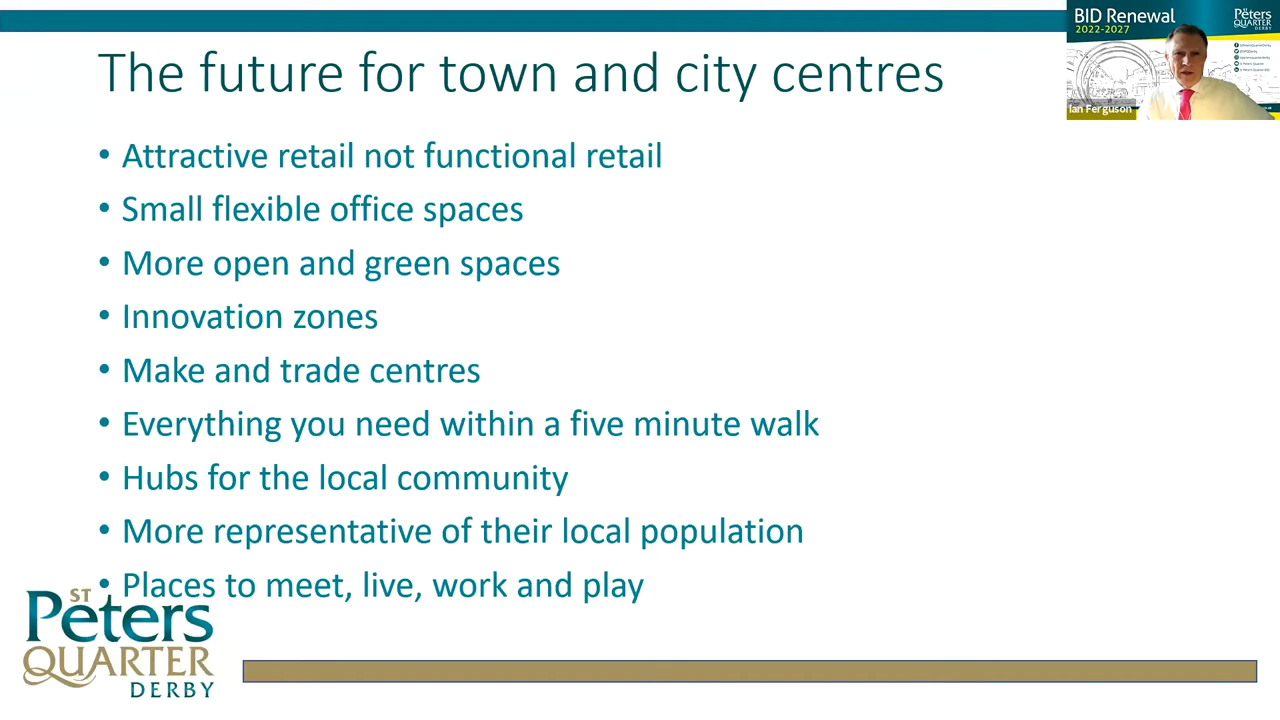 The future for town and city centres
• Attractive retail not functional retail
• Small flexible office spaces
• More open and green spaces
• Innovation zones
• Make and trade centres
• Everything you need within a five minute walk
• Hubs for the local community
• More representative of their local population
• Places to meet, live, work and play
ST
Peters
QUARTER
DERBY
BID Renewal
2022-2027
Peters
QUARTER
DERBY
Ian Ferguson